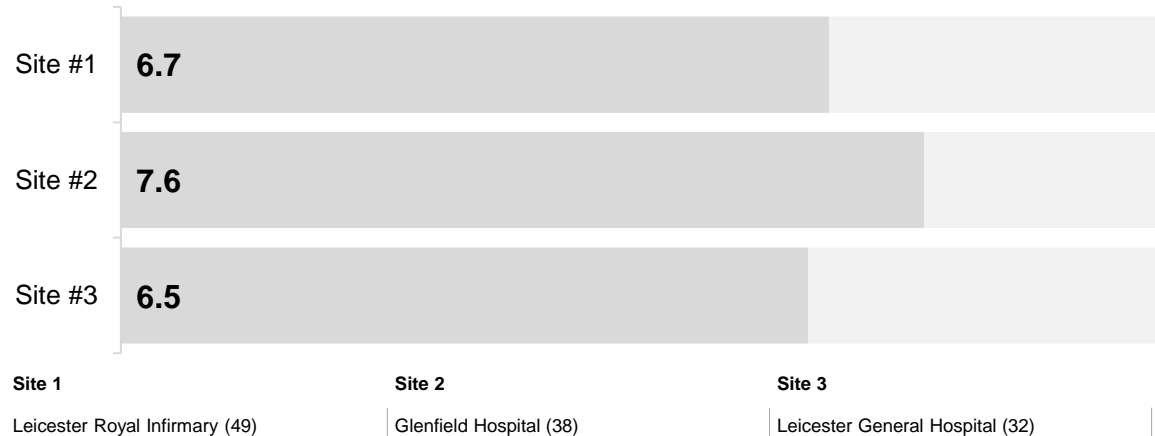 Site #1 6.7
Site #2 7.6
Site #3 6.5
Site 1 Site 2 Site 3
Leicester Royal Infirmary (49) Glenfield Hospital (38) Leicester General Hospital (32)